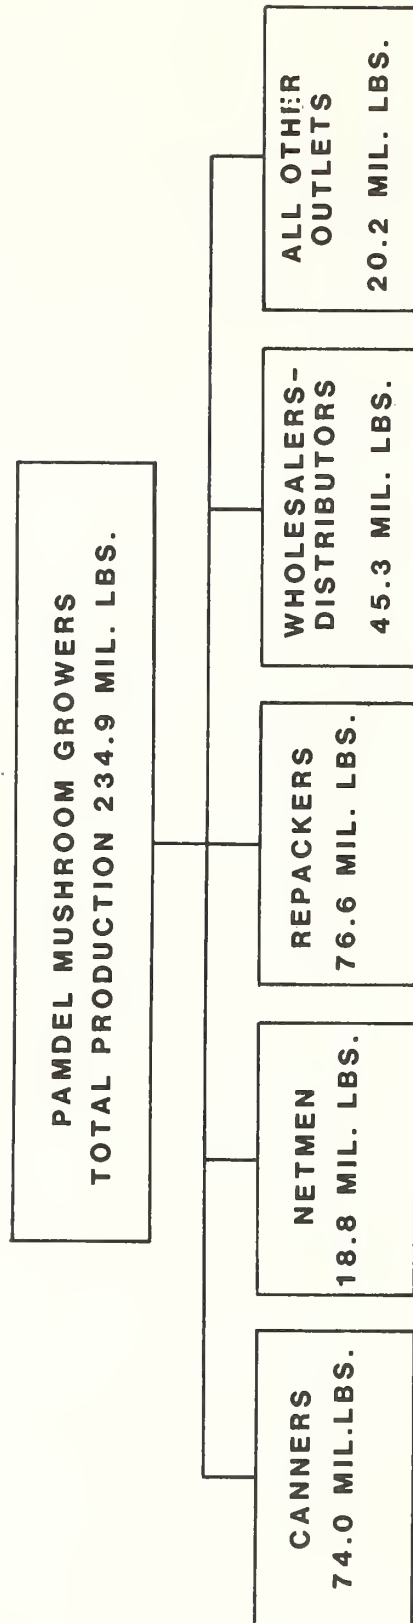 PAMDEL MUSHROOM GROWERS
TOTAL PRODUCTION 234.9 MIL. LBS.
CANNERS
74.0 MIL.LBS.
NETMEN
18.8 MIL. LBS.
REPACKERS
76.6 MIL. LBS.
WHOLESALERS-
DISTRIBUTORS
45.3 MIL. LBS.
ALL OTHER
OUTLETS
20.2 MIL. LBS.